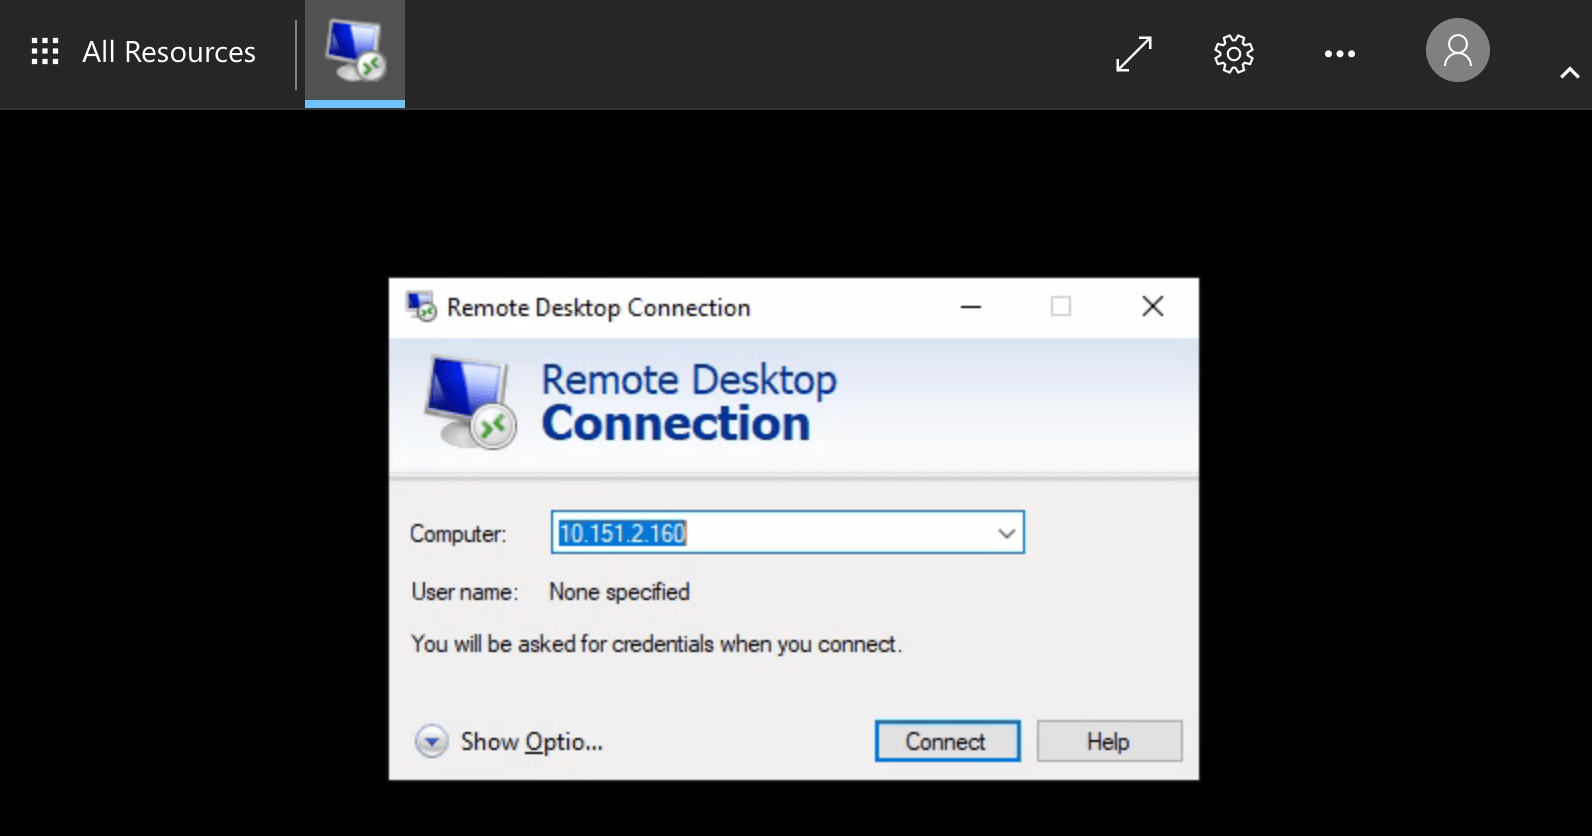 All Resources
Remote Desktop Connection
Remote Desktop
Connection
Computer: 10.151.2.160
User name: None specified
You will be asked for credentials when you connect.
Show Optio...
Connect
Help